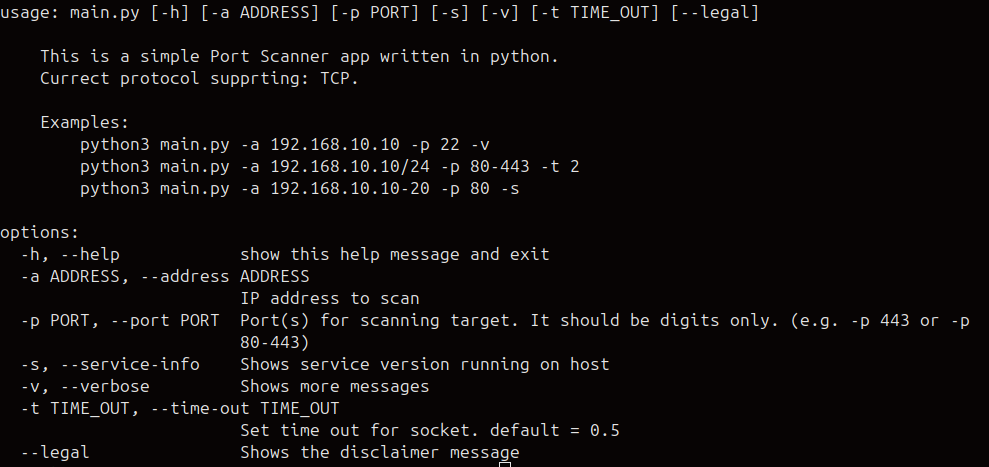 usage: main.py [-h] [-a ADDRESS] [-p PORT] [-s] [-v] [-t TIME_OUT] [--legal]
This is a simple Port Scanner app written in python.
Currect protocol supprting: TCP.
Examples:
python3 main.py -a 192.168.10.10 -p 22 -v
python3 main.py -a 192.168.10.10/24 -p 80-443 -t 2
python3 main.py -a 192.168.10.10-20 -p 80 -s
options:
-h, --help show this help message and exit
-a ADDRESS, --address ADDRESS
IP address to scan
-p PORT, --port PORT Port(s) for scanning target. It should be digits only. (e.g. -p 443 or -p
80-443)
-s, --service-info Shows service version running on host
-v, --verbose Shows more messages
-t TIME_OUT, --time-out TIME_OUT
Set time out for socket. default = 0.5
--legal Shows the disclaimer message